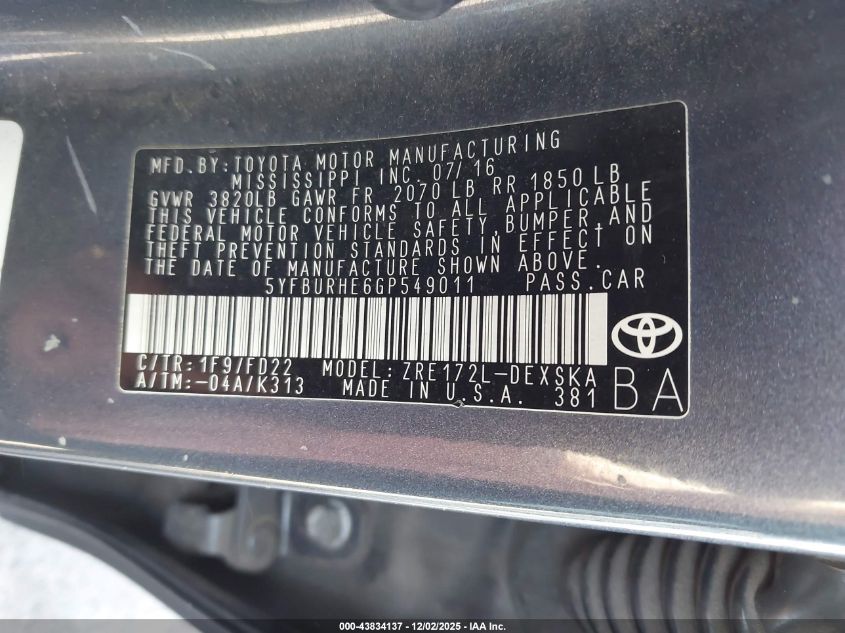 MFD. BY: TOYOTA MOTOR MANUFACTURING
MISSISSIPPI INC. 07/16
GVWR 3820LB GAWR FR 2070 LB RR 1850 LB
THIS VEHICLE CONFORMS TO ALL APPLICABLE
FEDERAL MOTOR VEHICLE SAFETY, BUMPER, AND
THEFT PREVENTION STANDARDS IN EFFECT ON
THE DATE OF MANUFACTURE SHOWN ABOVE.
5YFBURHE6GP549011 PASS. CAR
C/TR: 1F9/FD22 MODEL: ZRE172L-DEXSKA
A/TM: -04A/K313 MADE IN U.S.A. 381 BA
000-43834137 - 12/02/2025 - IAA Inc.